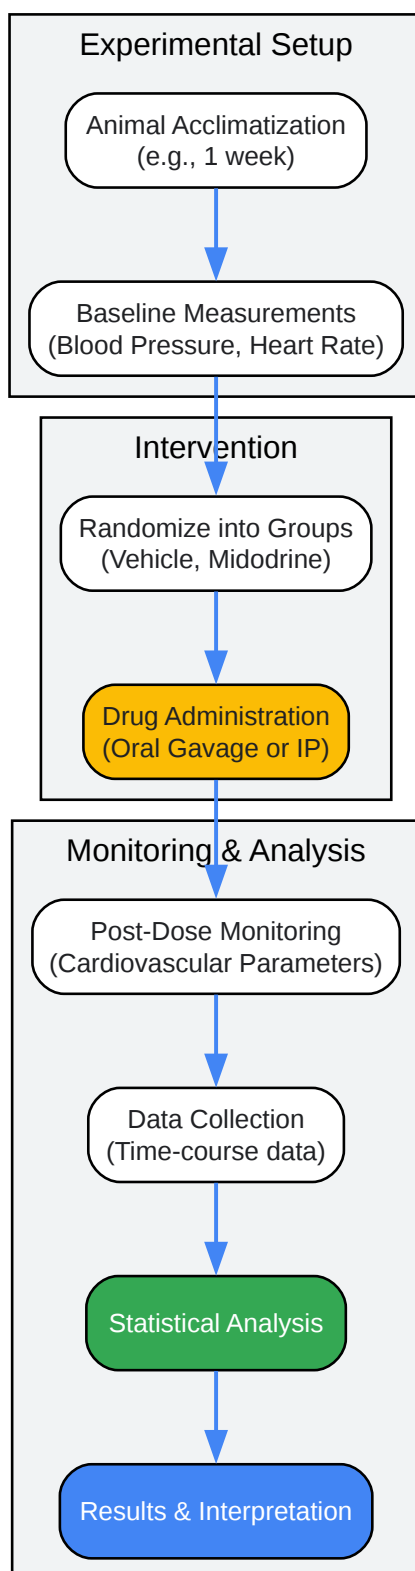 Experimental Setup
Animal Acclimatization
(e.g., 1 week)
Baseline Measurements
(Blood Pressure, Heart Rate)
Intervention
Randomize into Groups
(Vehicle, Midodrine)
Drug Administration
(Oral Gavage or IP)
Monitoring & Analysis
Post-Dose Monitoring
(Cardiovascular Parameters)
Data Collection
(Time-course data)
Statistical Analysis
Results & Interpretation